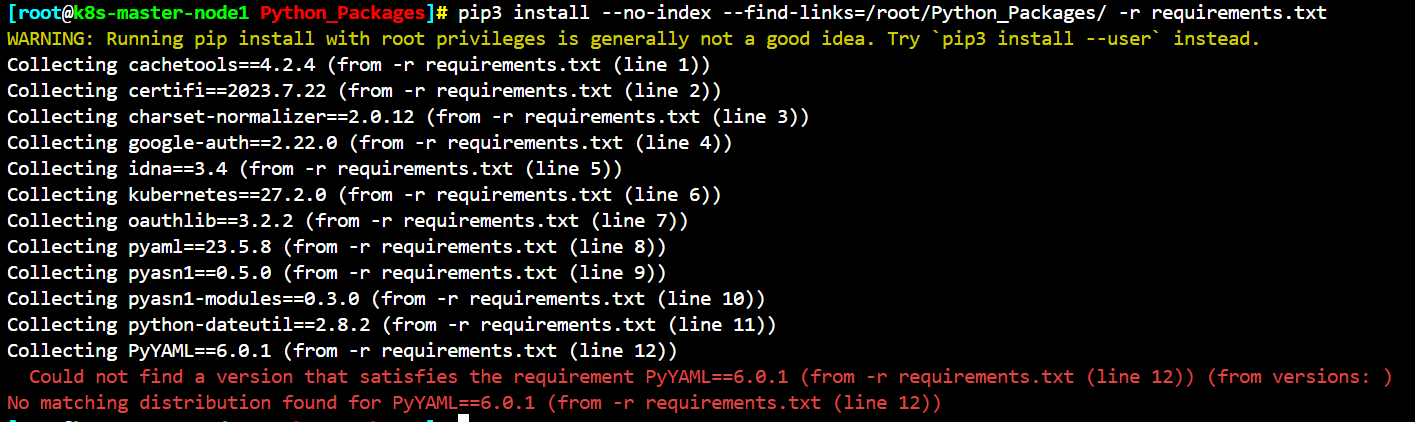 [root@k8s-master-node1 Python_Packages]# pip3 install --no-index --find-links=/root/Python_Packages/ -r requirements.txt
WARNING: Running pip install with root privileges is generally not a good idea. Try `pip3 install --user` instead.
Collecting cachetools==4.2.4 (from -r requirements.txt (line 1))
Collecting certifi==2023.7.22 (from -r requirements.txt (line 2))
Collecting charset-normalizer==2.0.12 (from -r requirements.txt (line 3))
Collecting google-auth==2.22.0 (from -r requirements.txt (line 4))
Collecting idna==3.4 (from -r requirements.txt (line 5))
Collecting kubernetes==27.2.0 (from -r requirements.txt (line 6))
Collecting oauthlib==3.2.2 (from -r requirements.txt (line 7))
Collecting pyaml==23.5.8 (from -r requirements.txt (line 8))
Collecting pyasn1==0.5.0 (from -r requirements.txt (line 9))
Collecting pyasn1-modules==0.3.0 (from -r requirements.txt (line 10))
Collecting python-dateutil==2.8.2 (from -r requirements.txt (line 11))
Collecting PyYAML==6.0.1 (from -r requirements.txt (line 12))
Could not find a version that satisfies the requirement PyYAML==6.0.1 (from -r requirements.txt (line 12)) (from versions: )
No matching distribution found for PyYAML==6.0.1 (from -r requirements.txt (line 12))